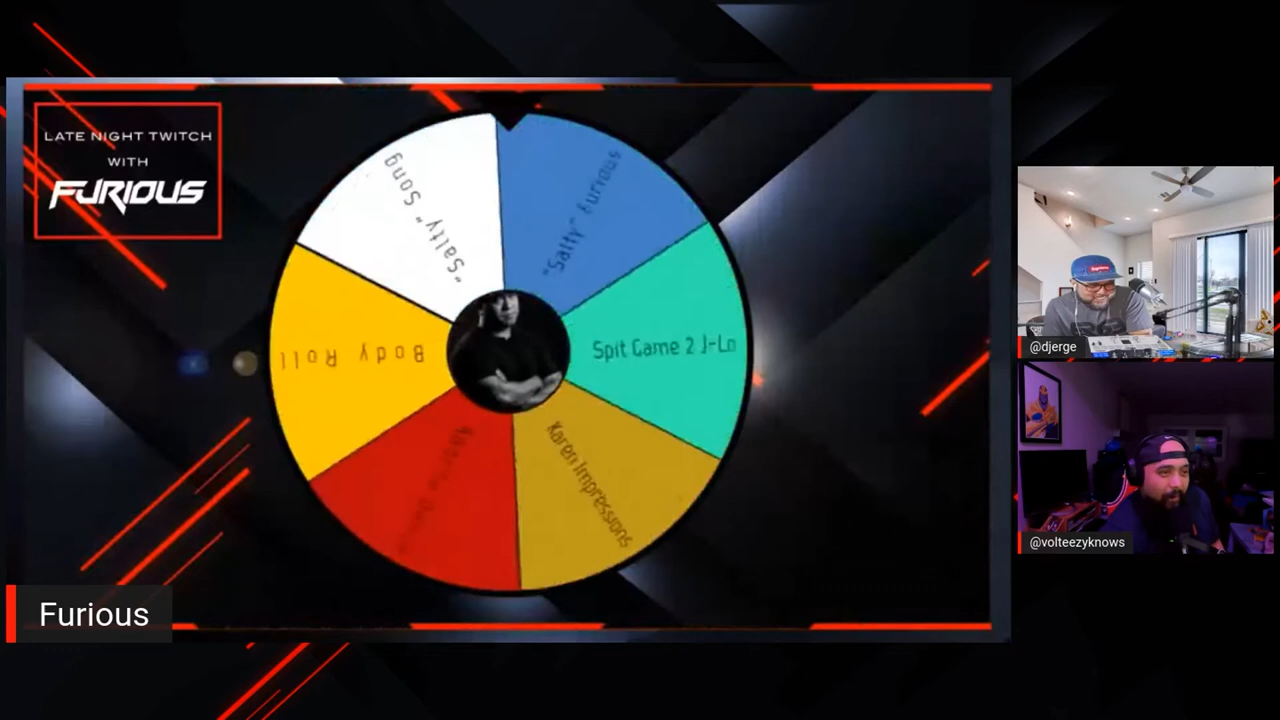 LATE NIGHT TWITCH
WITH
FURIOUS
"Salty" Song
"Salty" Furious
Spit Game 2 J-Lo
Karen Impressions
Body Roll
Furious
@djerge
@volteezyknows